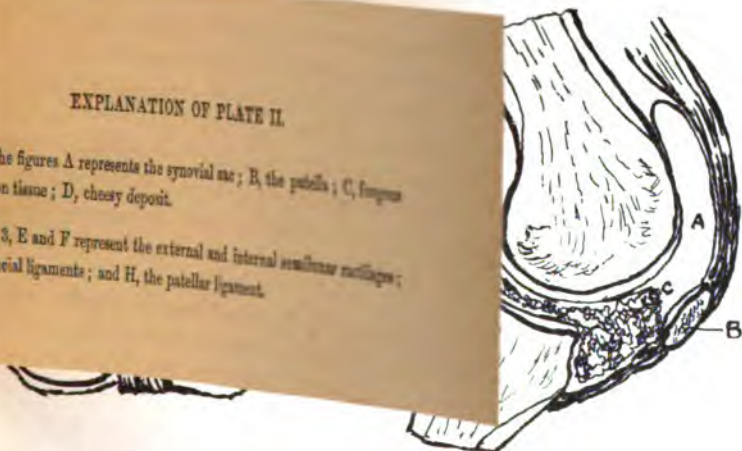 EXPLANATION OF PLATE II.
he figures A represents the synovial sac; B, the patella; C, fungous
on tissue; D, cheesy deposit.
3, E and F represent the external and internal semilunar cartilages;
cial ligaments; and H, the patellar ligament.
A
C
B